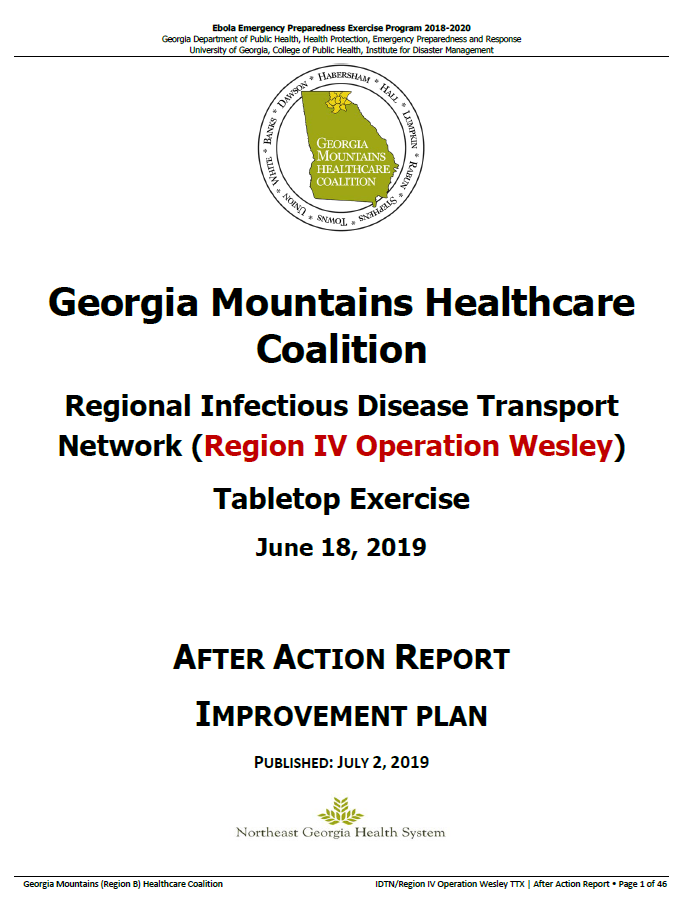 Ebola Emergency Preparedness Exercise Program 2018-2020
Georgia Department of Public Health, Health Protection, Emergency Preparedness and Response
University of Georgia, College of Public Health, Institute for Disaster Management
BANKS * DAWSON * HABERSHAM * HALL * LUMPKIN * RABUN * STEPHENS * TOWNS * UNION * WHITE *
GEORGIA
MOUNTAINS
HEALTHCARE
COALITION
Georgia Mountains Healthcare
Coalition
Regional Infectious Disease Transport
Network (Region IV Operation Wesley)
Tabletop Exercise
June 18, 2019
AFTER ACTION REPORT
IMPROVEMENT PLAN
PUBLISHED: JULY 2, 2019
Northeast Georgia Health System
Georgia Mountains (Region B) Healthcare Coalition IDTN/Region IV Operation Wesley TTX | After Action Report • Page 1 of 46